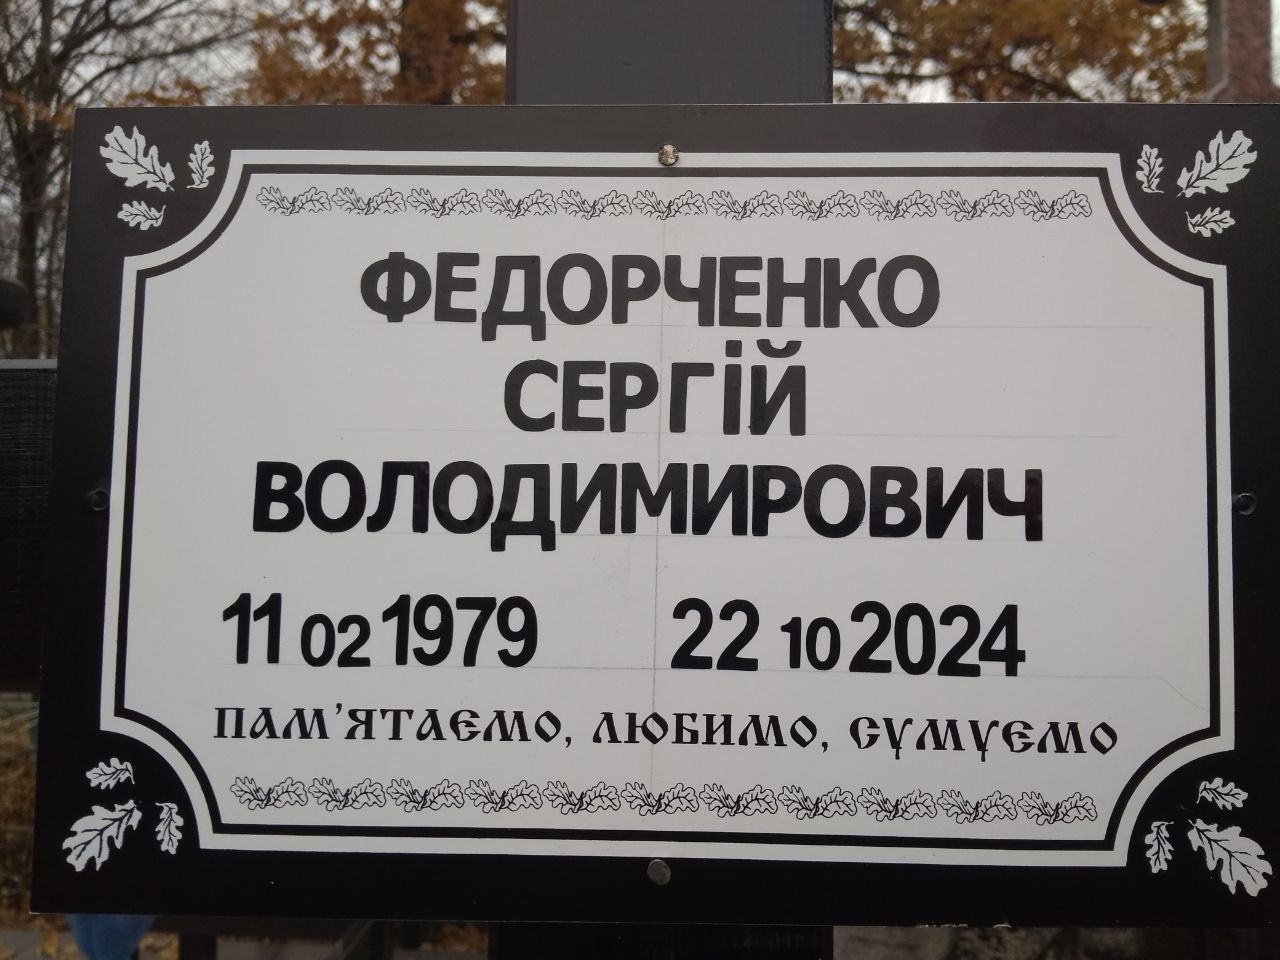 ФЕДОРЧЕНКО
СЕРГІЙ
ВОЛОДИМИРОВИЧ
11 02 1979 22 10 2024
ПАМ'ЯТАЄМО, ЛЮБИМО, СУМУЄМО